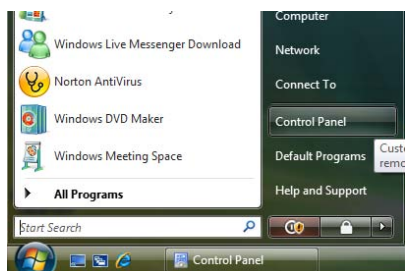 Computer
Windows Live Messenger Download
Network
Norton AntiVirus
Connect To
Windows DVD Maker
Control Panel
Windows Meeting Space
Default Programs
All Programs
Help and Support
Start Search
Control Panel